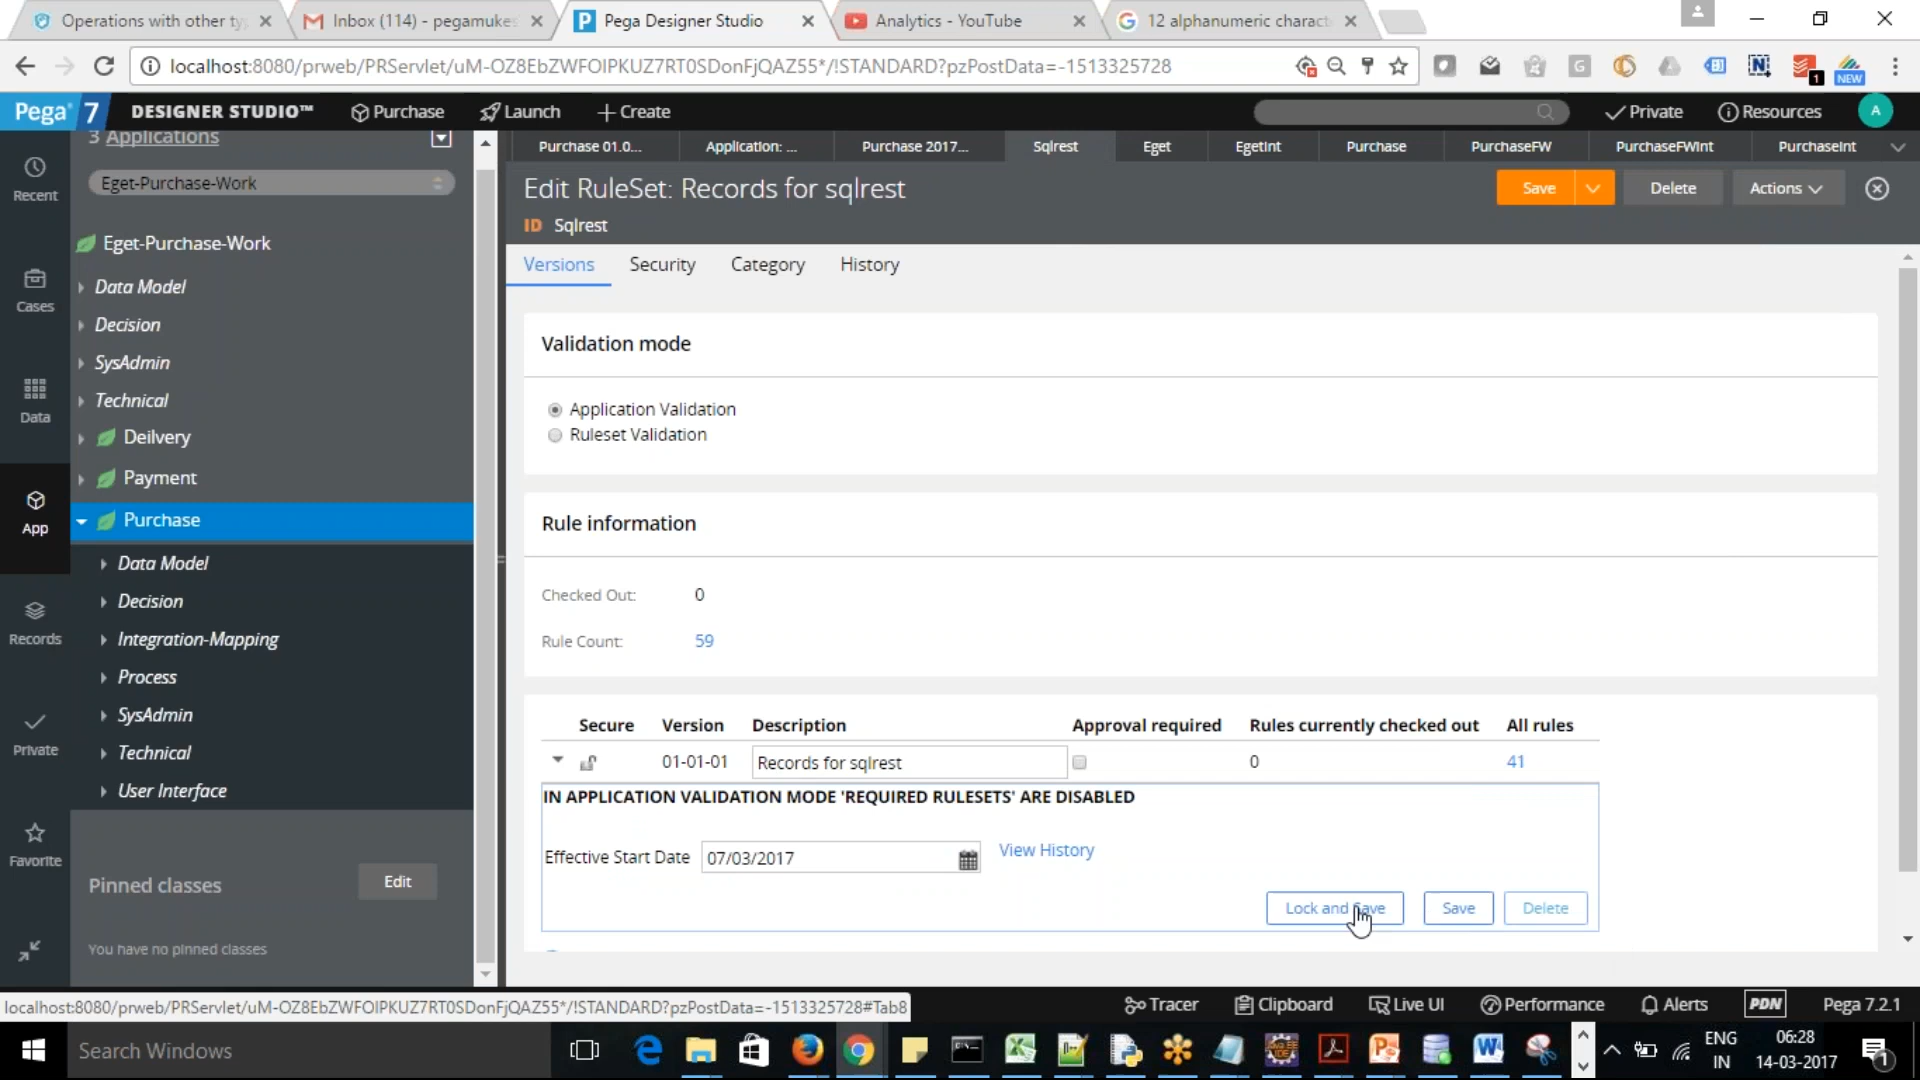 Operations with other ty
Inbox (114) - pegamukes
Pega Designer Studio
Analytics - YouTube
12 alphanumeric charact
localhost:8080/prweb/PRServlet/uM-OZ8EbZWFOIPKUZ7RT0SDonFjQAZ55*/!STANDARD?pzPostData=-1513325728
1
NEW
Pega 7
DESIGNER STUDIO™
Purchase
Launch
Create
Private
Resources
A
3 Applications
Purchase 01.0...
Application: ...
Purchase 2017...
Sqlrest
Eget
EgetInt
Purchase
PurchaseFW
PurchaseFWInt
PurchaseInt
Recent
Cases
Data
App
Records
Private
Favorite
Eget-Purchase-Work
Eget-Purchase-Work
Data Model
Decision
SysAdmin
Technical
Deilvery
Payment
Purchase
Data Model
Decision
Integration-Mapping
Process
SysAdmin
Technical
User Interface
Pinned classes
Edit
You have no pinned classes
Edit RuleSet: Records for sqlrest
Save
Delete
Actions
ID Sqlrest
Versions
Security
Category
History
Validation mode
Application Validation
Ruleset Validation
Rule information
Checked Out: 0
Rule Count: 59
Secure Version Description Approval required Rules currently checked out All rules
01-01-01 Records for sqlrest 0 41
IN APPLICATION VALIDATION MODE 'REQUIRED RULESETS' ARE DISABLED
Effective Start Date 07/03/2017 View History
Lock and Save
Save
Delete
localhost:8080/prweb/PRServlet/uM-OZ8EbZWFOIPKUZ7RT0SDonFjQAZ55*/!STANDARD?pzPostData=-1513325728#Tab8
Tracer
Clipboard
Live UI
Performance
Alerts
PDN
Pega 7.2.1
Search Windows
ENG
IN
06:28
14-03-2017
1